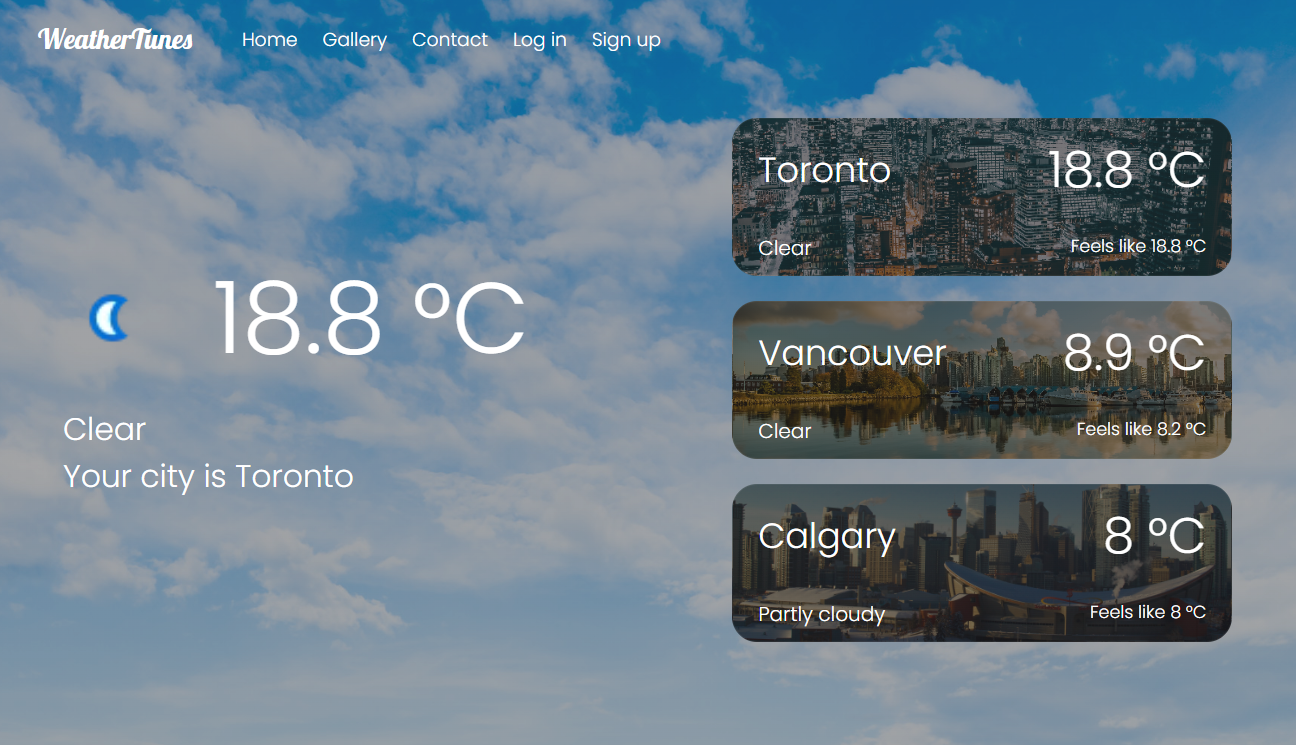 WeatherTunes
Home Gallery Contact Log in Sign up
18.8 °C
Clear
Your city is Toronto
Toronto 18.8 °C
Clear Feels like 18.8 °C
Vancouver 8.9 °C
Clear Feels like 8.2 °C
Calgary 8 °C
Partly cloudy Feels like 8 °C